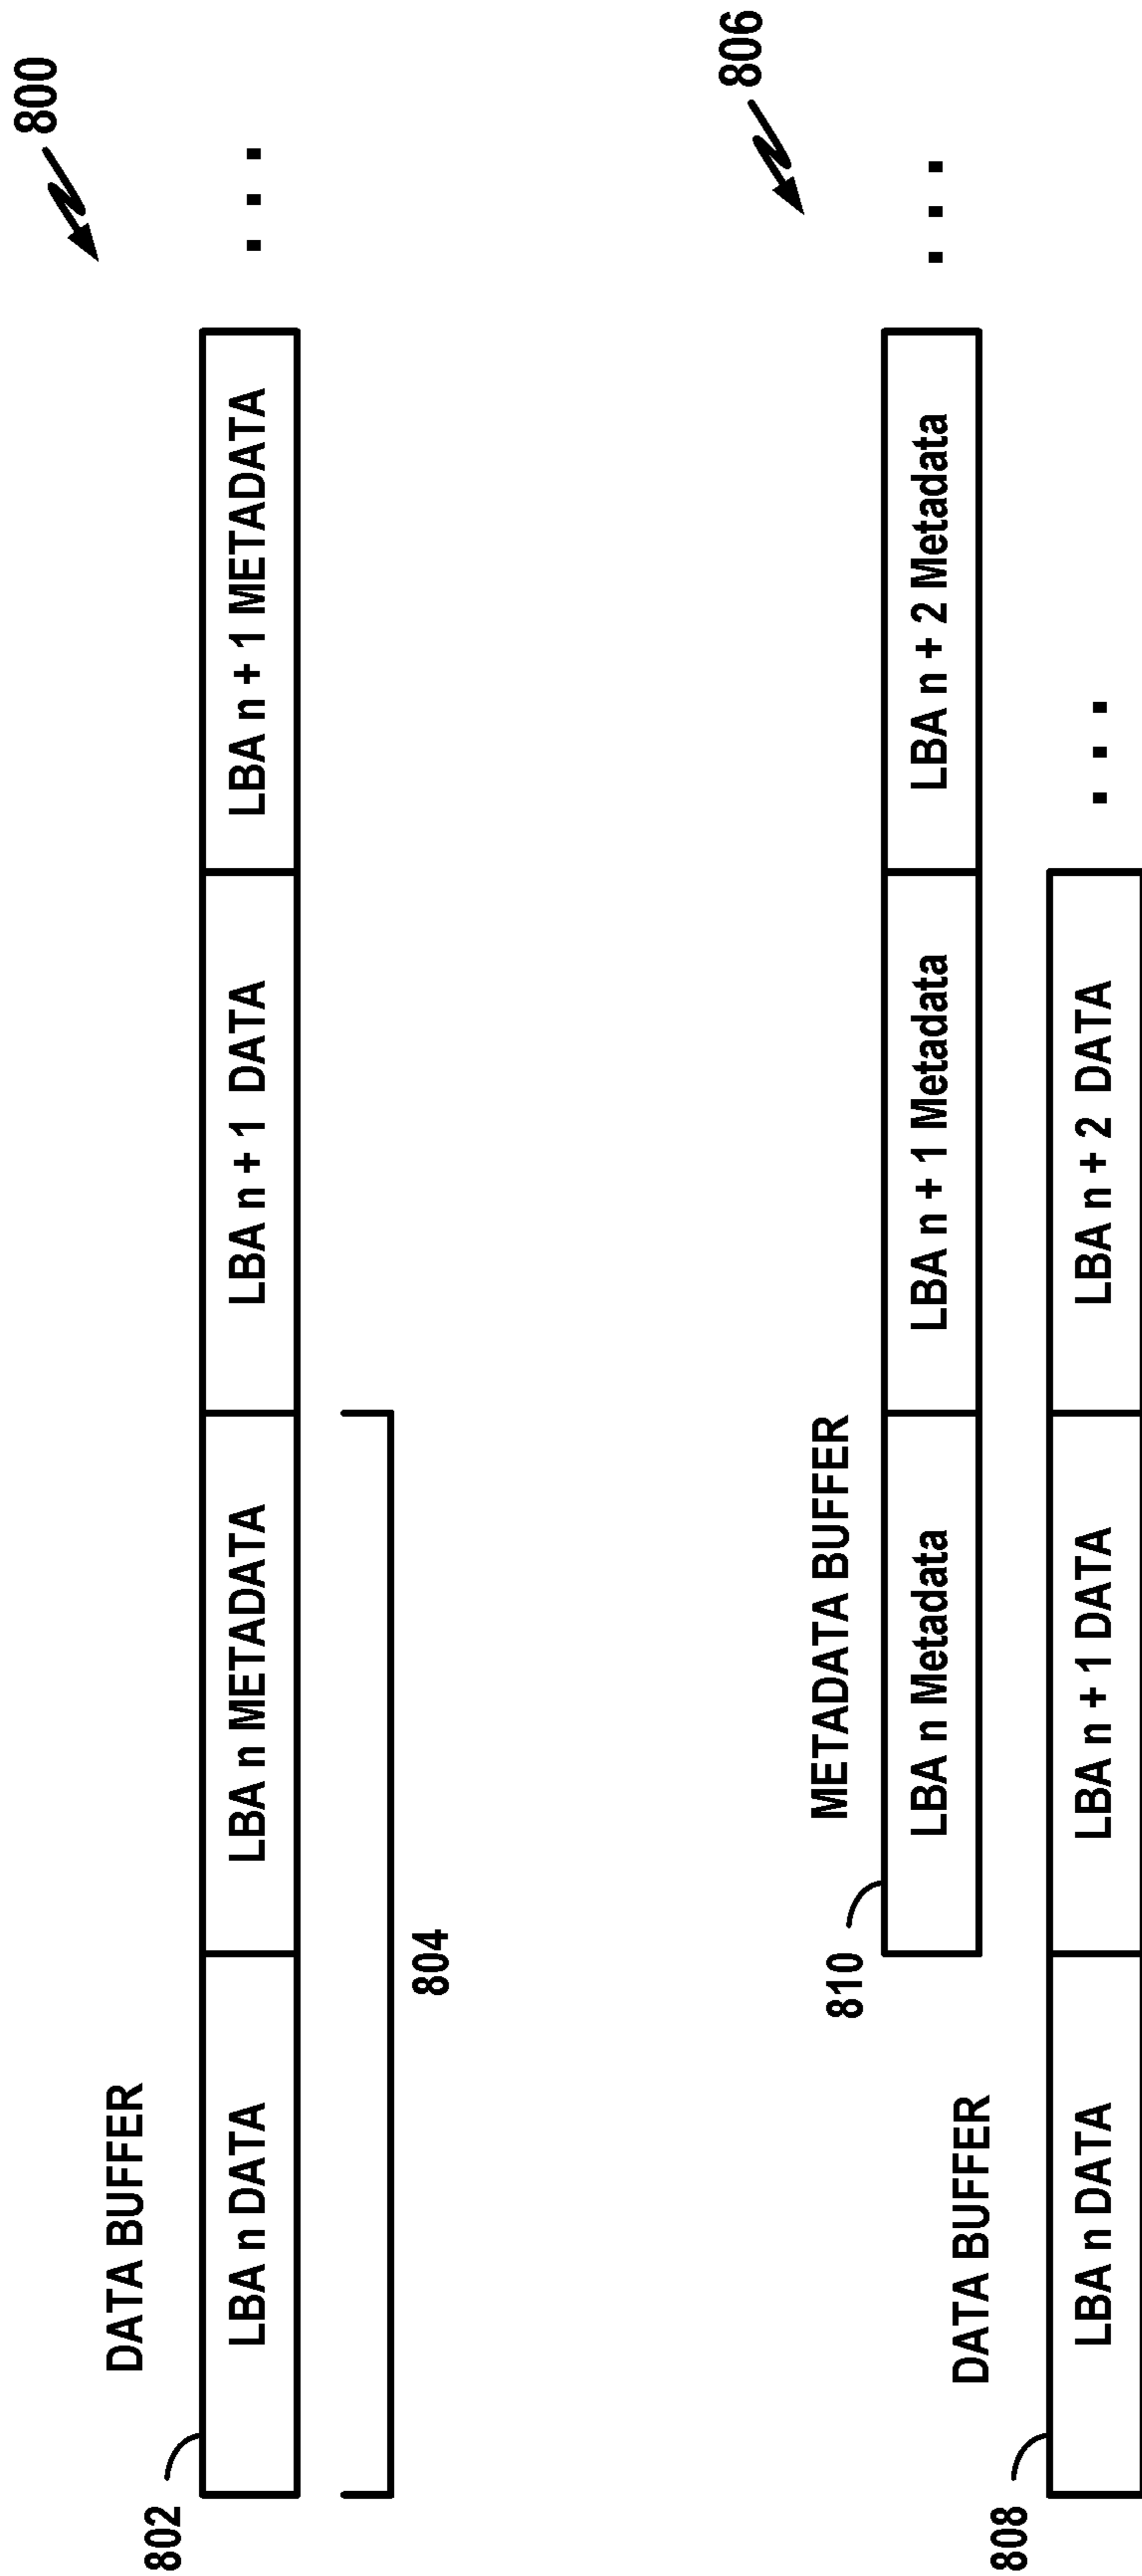 800
DATA BUFFER
802
LBA n DATA
LBA n METADATA
LBA n + 1 DATA
LBA n + 1 METADATA
. . .
804
806
METADATA BUFFER
810
LBA n Metadata
LBA n + 1 Metadata
LBA n + 2 Metadata
. . .
DATA BUFFER
808
LBA n DATA
LBA n + 1 DATA
LBA n + 2 DATA
. . .